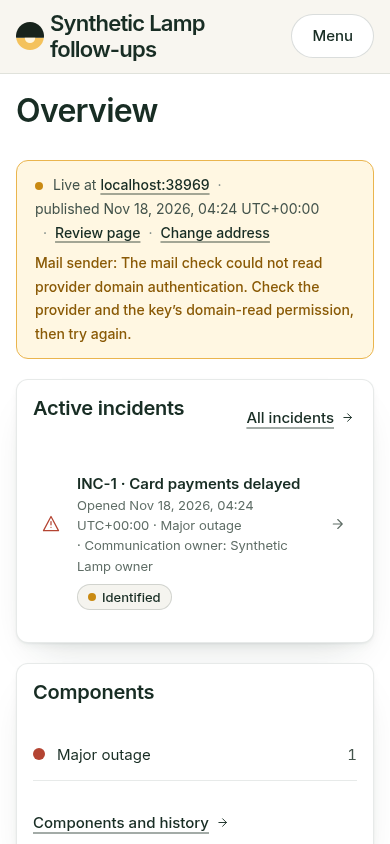 Synthetic Lamp
follow-ups
Menu
Overview
Live at localhost:38969 ·
published Nov 18, 2026, 04:24 UTC+00:00
· Review page · Change address
Mail sender: The mail check could not read
provider domain authentication. Check the
provider and the key’s domain-read permission,
then try again.
Active incidents
All incidents →
INC-1 · Card payments delayed
Opened Nov 18, 2026, 04:24
UTC+00:00 · Major outage
· Communication owner: Synthetic
Lamp owner
→
Identified
Components
Major outage 1
Components and history →